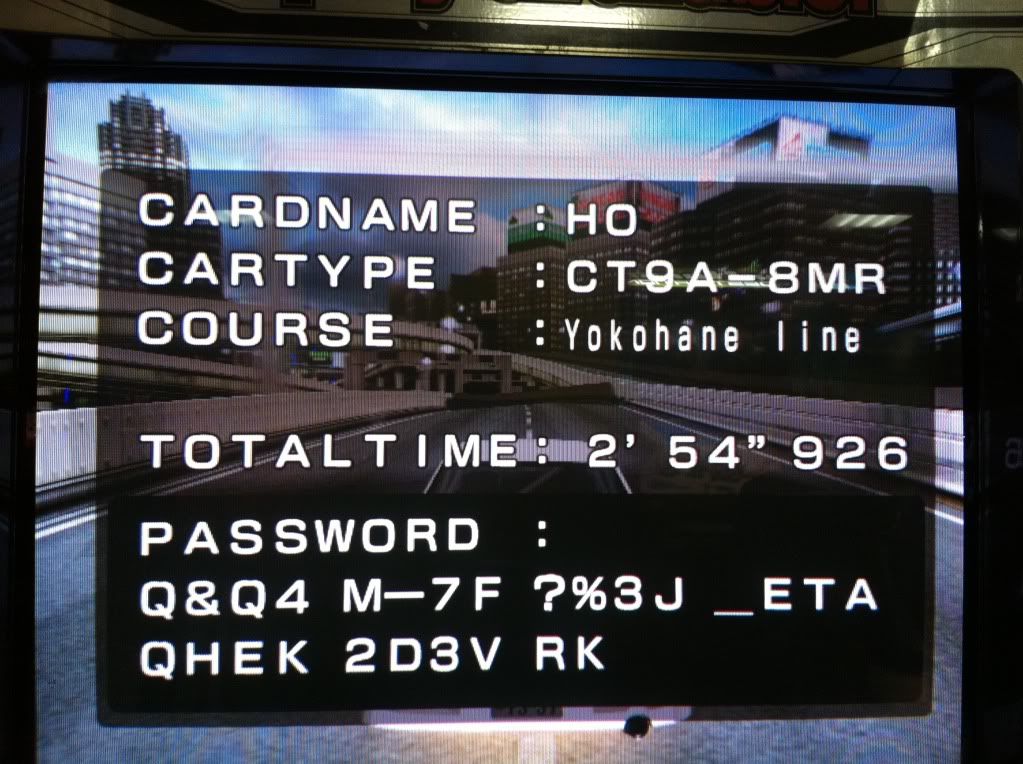 CARDNAME : HO
CARTYPE : CT9A-8MR
COURSE : Yokohane line
TOTALTIME: 2' 54" 926
PASSWORD :
Q&Q4 M-7F ?%3J _ETA
QHEK 2D3V RK